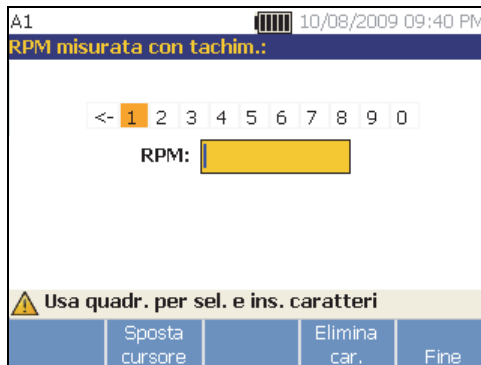 A1 10/08/2009 09:40 PM
RPM misurata con tachim.:
<- 1 2 3 4 5 6 7 8 9 0
RPM:
Usa quadr. per sel. e ins. caratteri
Sposta cursore Elimina car. Fine